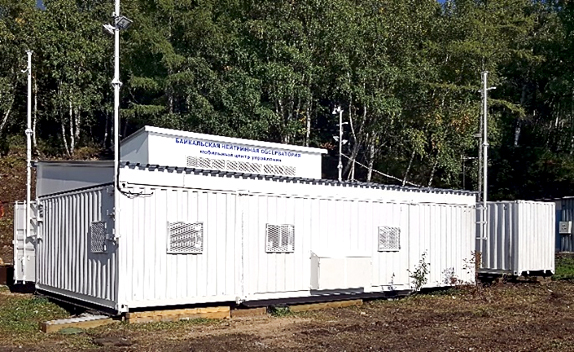 БАЙКАЛЬСКАЯ НЕЙТРИННАЯ ОБСЕРВАТОРИЯ
мобильный центр управления